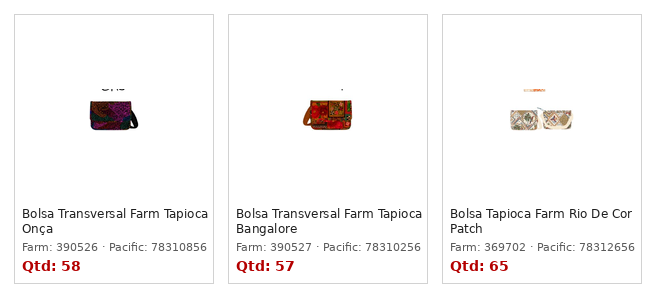 Bolsa Transversal Farm Tapioca
Onça
Farm: 390526 · Pacific: 78310856
Qtd: 58
Bolsa Transversal Farm Tapioca
Bangalore
Farm: 390527 · Pacific: 78310256
Qtd: 57
Bolsa Tapioca Farm Rio De Cor
Patch
Farm: 369702 · Pacific: 78312656
Qtd: 65